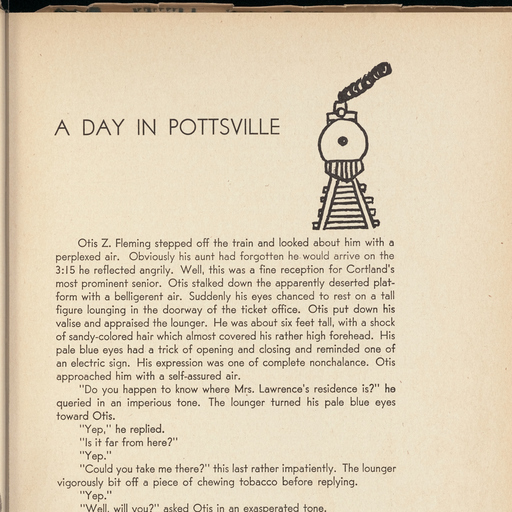 A DAY IN POTTSVILLE
Otis Z. Fleming stepped off the train and looked about him with a
perplexed air. Obviously his aunt had forgotten he would arrive on the
3:15 he reflected angrily. Well, this was a fine reception for Cortland's
most prominent senior. Otis stalked down the apparently deserted plat-
form with a belligerent air. Suddenly his eyes chanced to rest on a tall
figure lounging in the doorway of the ticket office. Otis put down his
valise and appraised the lounger. He was about six feet tall, with a shock
of sandy-colored hair which almost covered his rather high forehead. His
pale blue eyes had a trick of opening and closing and reminded one of
an electric sign. His expression was one of complete nonchalance. Otis
approached him with a self-assured air.
"Do you happen to know where Mrs. Lawrence's residence is?" he
queried in an imperious tone. The lounger turned his pale blue eyes
toward Otis.
"Yep," he replied.
"Is it far from here?"
"Yep."
"Could you take me there?" this last rather impatiently. The lounger
vigorously bit off a piece of chewing tobacco before replying.
"Yep."
"Well, will you?" asked Otis in an exasperated tone.